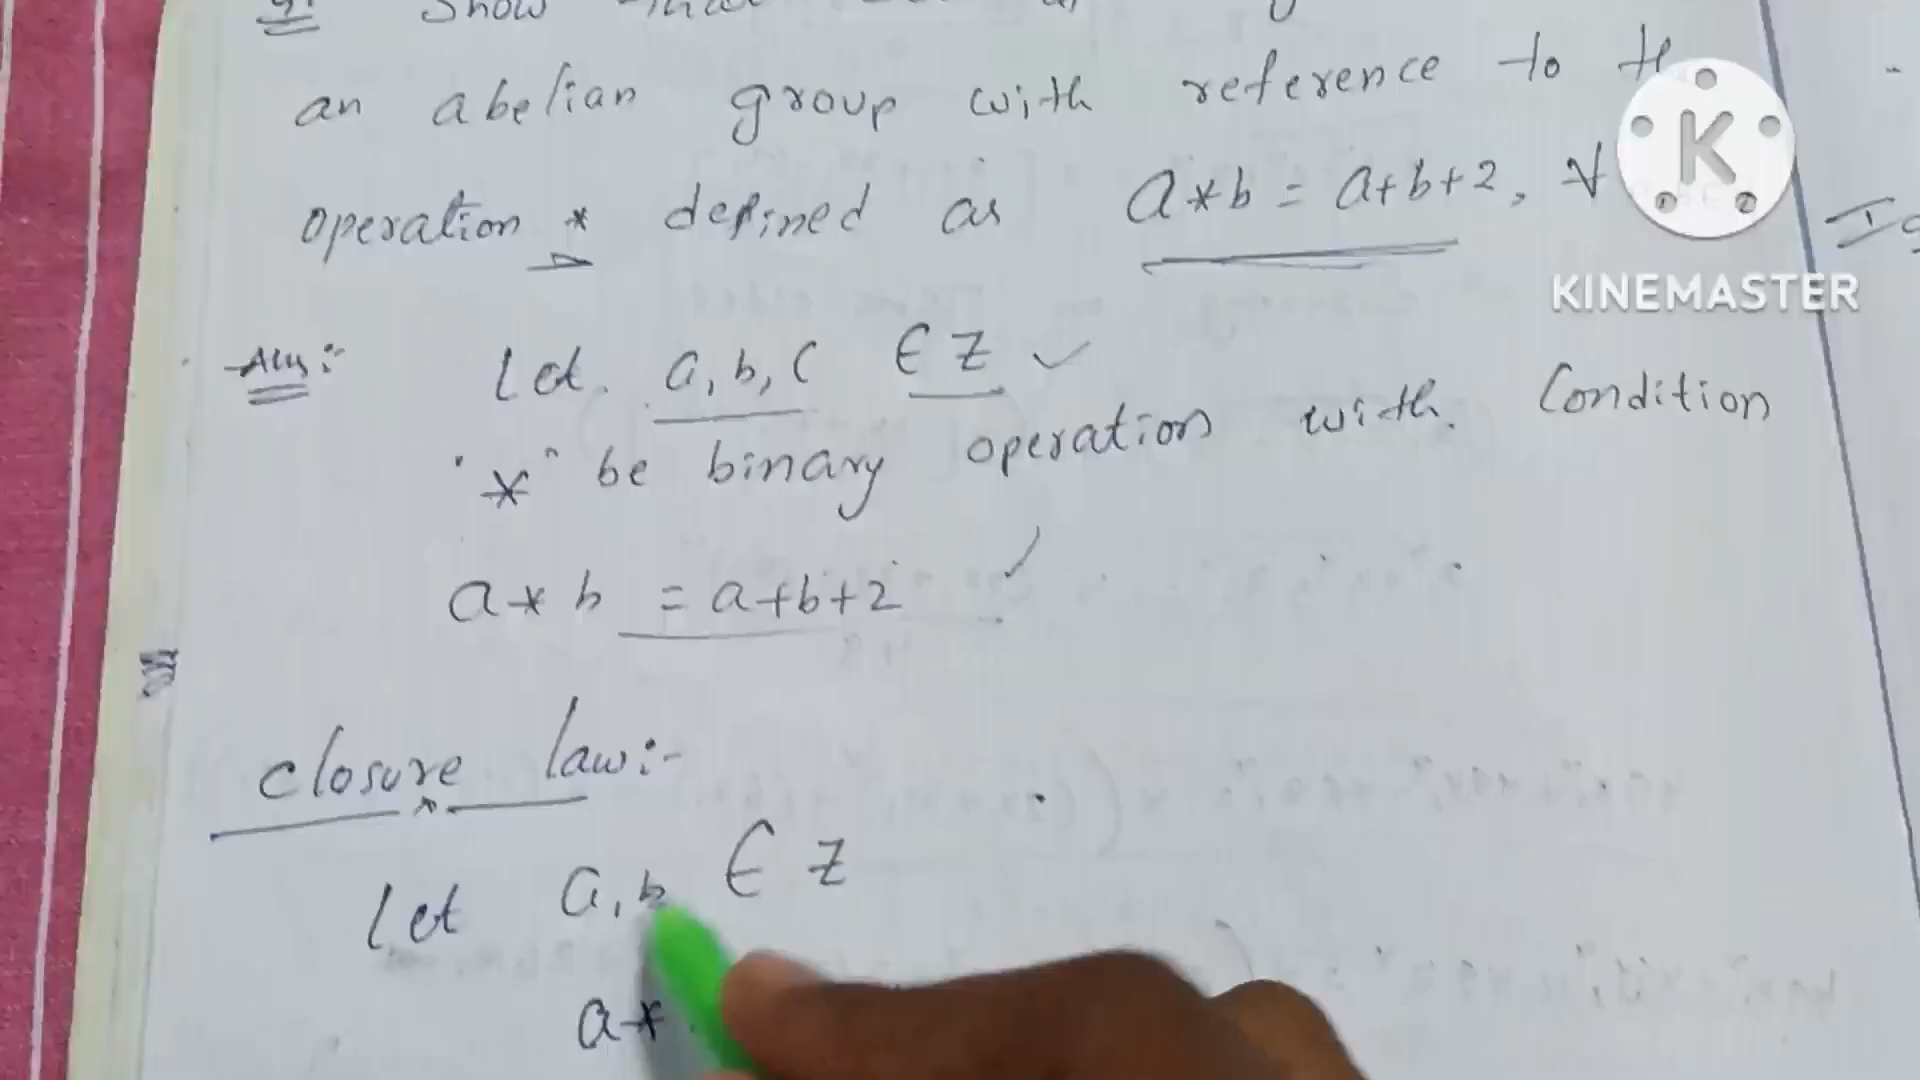 Show
an abelian group with reference to
operation * defined as a*b = a+b+2, ∀
KINEMASTER
Ans:- Let. a, b, c ∈ Z ✓
"*" be binary operation with. Condition
a * b = a+b+2 ✓
closure law:-
Let a, b ∈ Z
a*